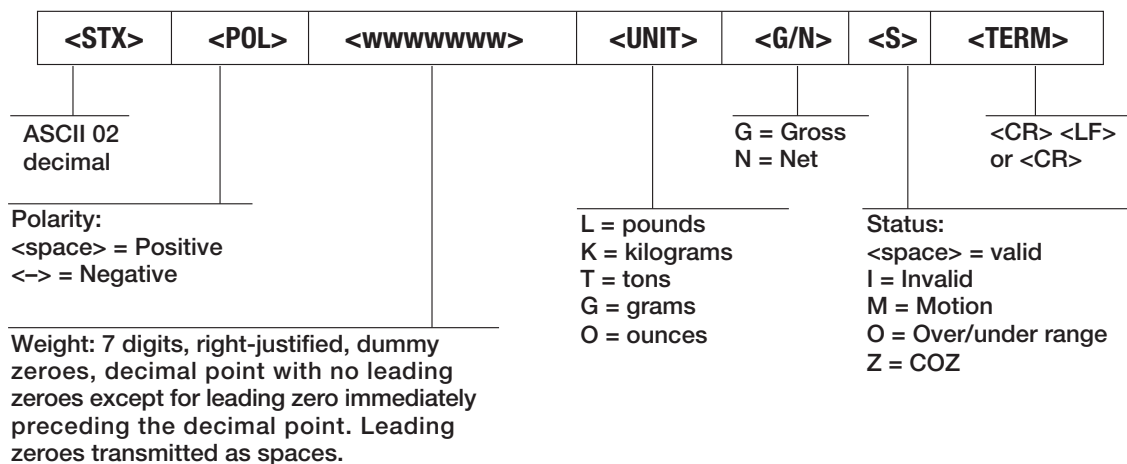 <STX> <POL> <wwwwwww> <UNIT> <G/N> <S> <TERM>
ASCII 02
decimal
G = Gross
N = Net
<CR> <LF>
or <CR>
Polarity:
<space> = Positive
<–> = Negative
L = pounds
K = kilograms
T = tons
G = grams
O = ounces
Status:
<space> = valid
I = Invalid
M = Motion
O = Over/under range
Z = COZ
Weight: 7 digits, right-justified, dummy
zeroes, decimal point with no leading
zeroes except for leading zero immediately
preceding the decimal point. Leading
zeroes transmitted as spaces.